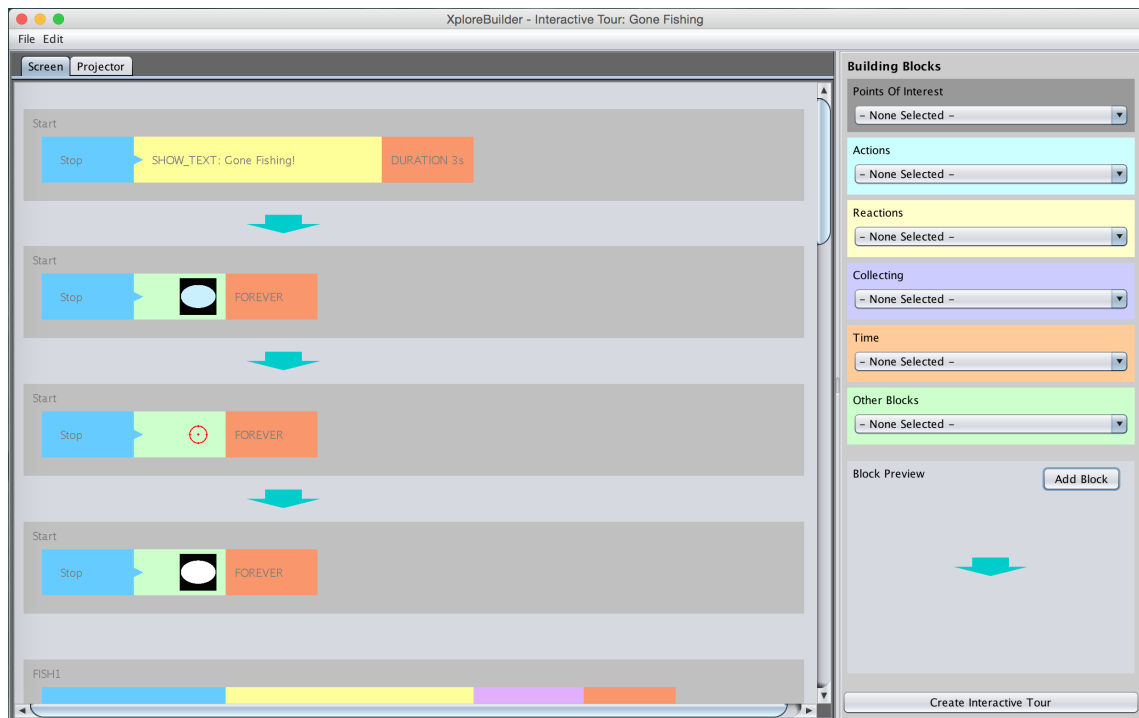 XploreBuilder - Interactive Tour: Gone Fishing
File Edit
Screen Projector
Start
Stop SHOW_TEXT: Gone Fishing! DURATION 3s
Start
Stop FOREVER
Start
Stop FOREVER
Start
Stop FOREVER
FISH1
Building Blocks
Points Of Interest
– None Selected –
Actions
– None Selected –
Reactions
– None Selected –
Collecting
– None Selected –
Time
– None Selected –
Other Blocks
– None Selected –
Block Preview Add Block
Create Interactive Tour